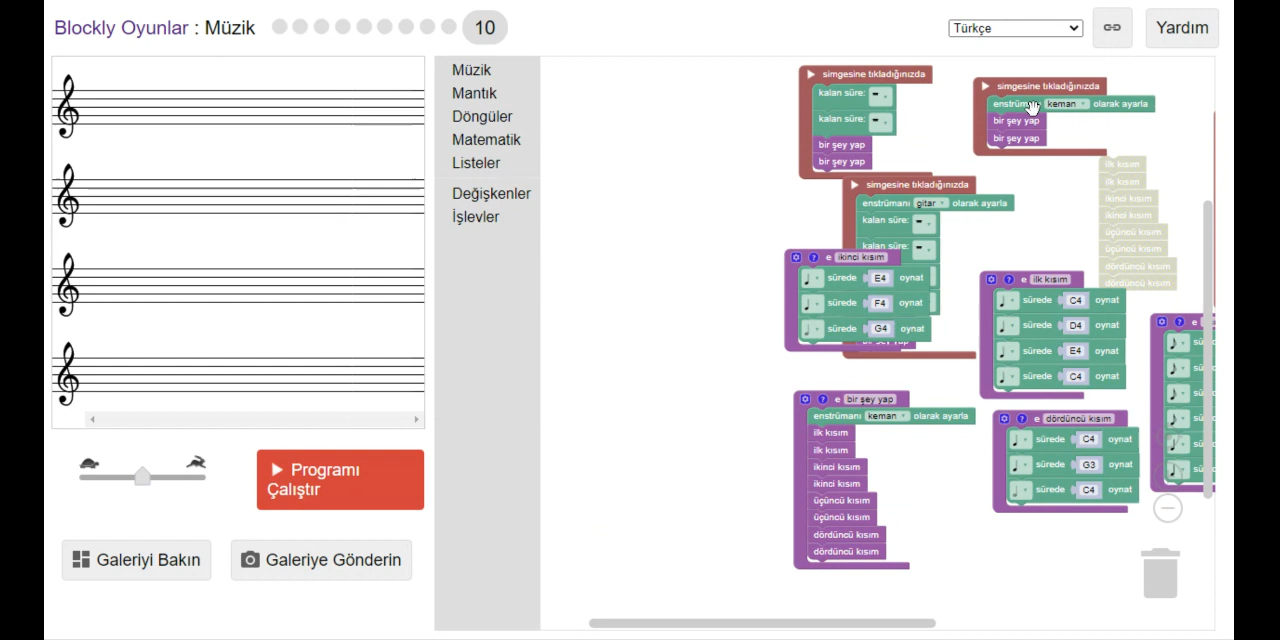 Blockly Oyunlar : Müzik
10
Türkçe
Yardım
Müzik
Mantık
Döngüler
Matematik
Listeler
Değişkenler
İşlevler
Programı
Çalıştır
Galeriyi Bakın
Galeriye Gönderin
simgesine tıkladığınızda
kalan süre:
kalan süre:
bir şey yap
bir şey yap
simgesine tıkladığınızda
keman
olarak ayarla
bir şey yap
bir şey yap
simgesine tıkladığınızda
enstrümanı gitar olarak ayarla
kalan süre:
kalan süre:
e ikinci kısım
sürede E4 oynat
sürede F4 oynat
sürede G4 oynat
ilk kısım
ilk kısım
ikinci kısım
ikinci kısım
üçüncü kısım
üçüncü kısım
dördüncü kısım
dördüncü kısım
e ilk kısım
sürede C4 oynat
sürede D4 oynat
sürede E4 oynat
sürede C4 oynat
e bir şey yap
enstrümanı keman olarak ayarla
ilk kısım
ilk kısım
ikinci kısım
ikinci kısım
üçüncü kısım
üçüncü kısım
dördüncü kısım
dördüncü kısım
e dördüncü kısım
sürede C4 oynat
sürede G3 oynat
sürede C4 oynat
e